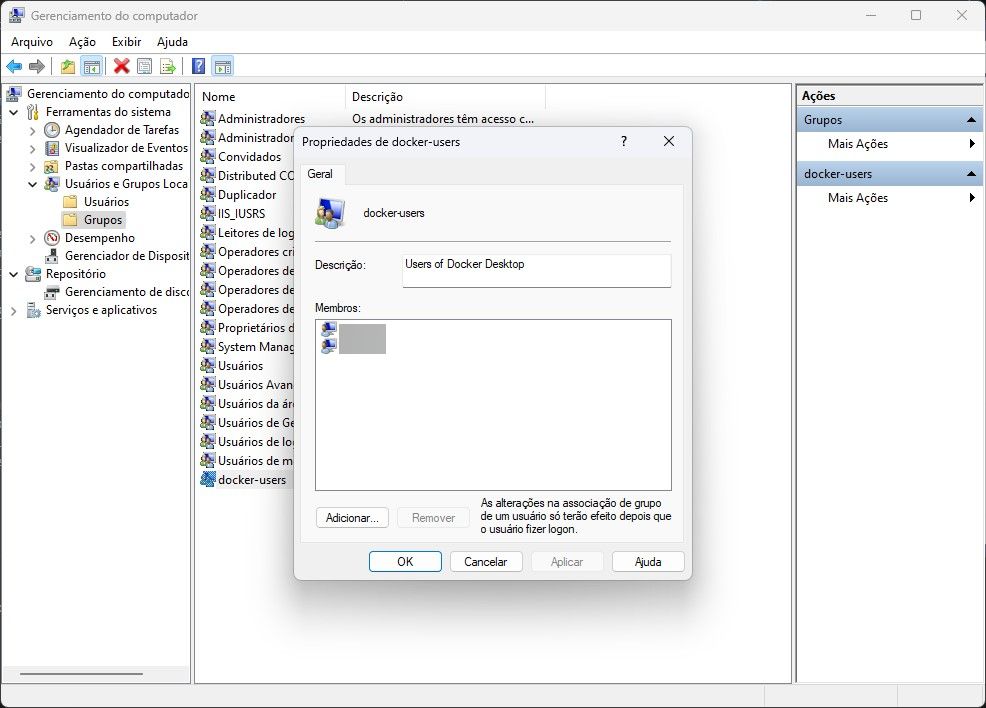 Gerenciamento do computador
Arquivo Ação Exibir Ajuda
Gerenciamento do computado
Ferramentas do sistema
Agendador de Tarefas
Visualizador de Eventos
Pastas compartilhadas
Usuários e Grupos Loca
Usuários
Grupos
Desempenho
Gerenciador de Disposit
Repositório
Gerenciamento de disco
Serviços e aplicativos
Nome Descrição
Administradores Os administradores têm acesso c...
Administrador
Convidados
Distributed CO
Duplicador
IIS_IUSRS
Leitores de log
Operadores cri
Operadores de
Operadores de
Operadores de
Proprietários d
System Manag
Usuários
Usuários Avan
Usuários da ár
Usuários de Ge
Usuários de lo
Usuários de m
docker-users
Propriedades de docker-users ?
Geral
docker-users
Descrição: Users of Docker Desktop
Membros:
Adicionar... Remover
As alterações na associação de grupo
de um usuário só terão efeito depois que
o usuário fizer logon.
OK Cancelar Aplicar Ajuda
Ações
Grupos
Mais Ações
docker-users
Mais Ações